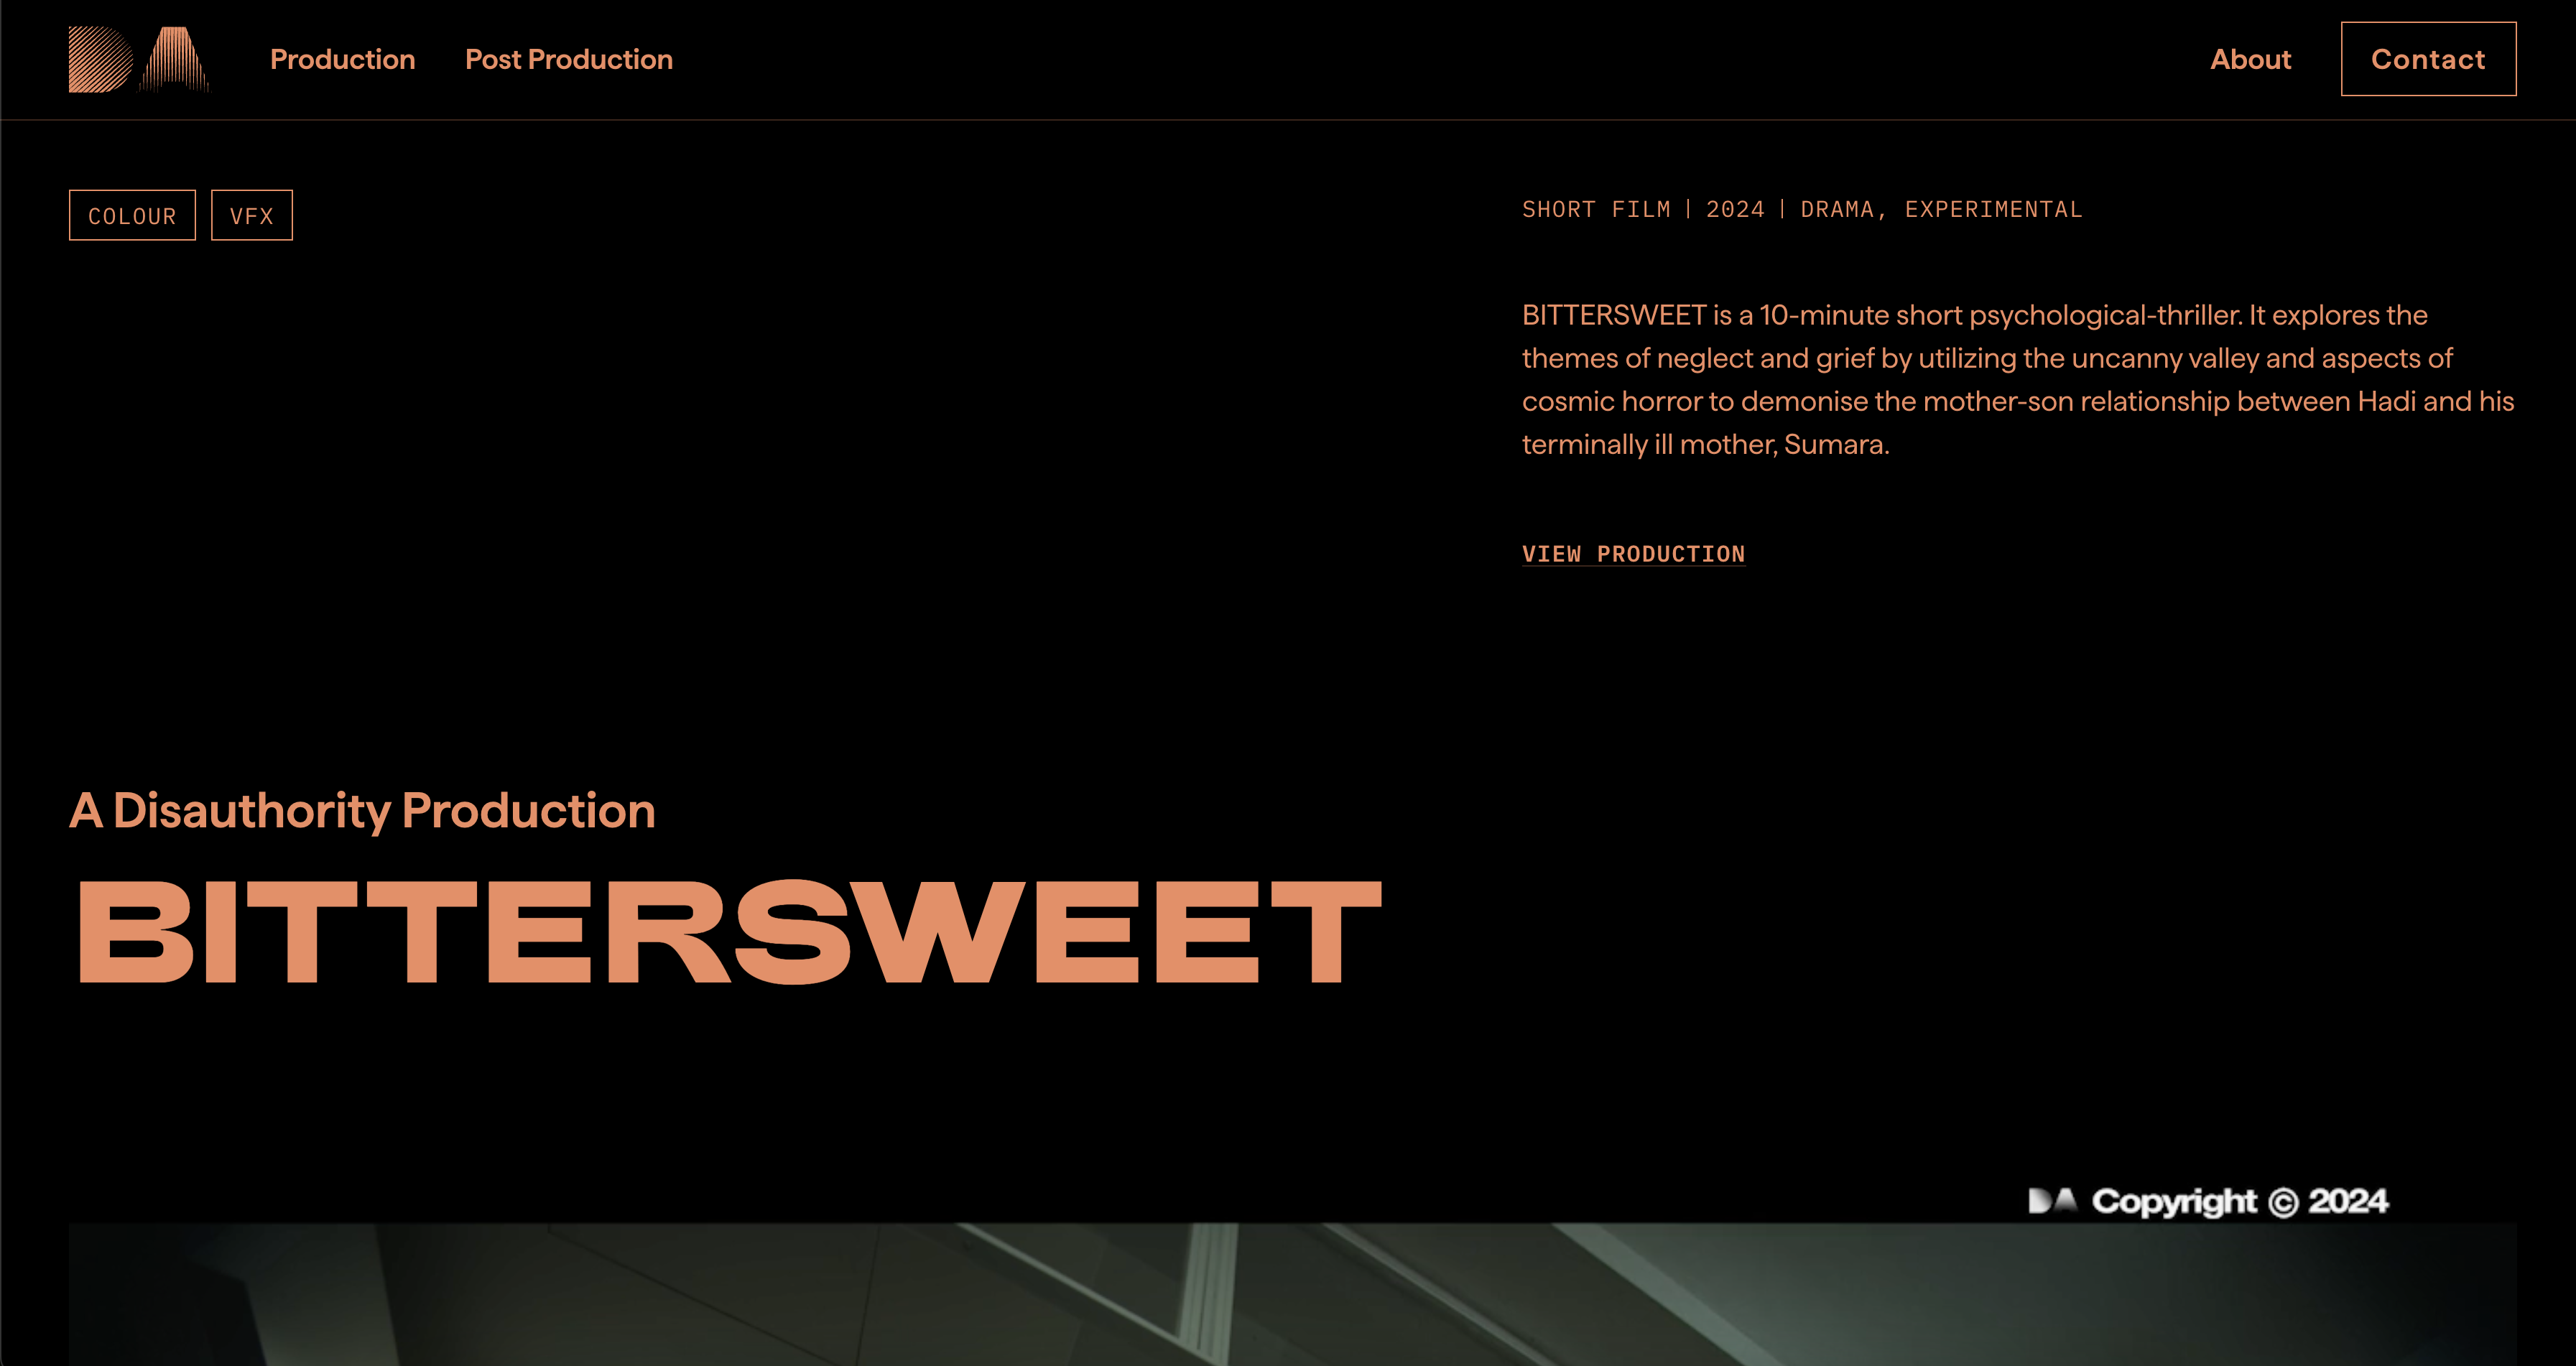 DA
Production
Post Production
About
Contact
COLOUR
VFX
SHORT FILM | 2024 | DRAMA, EXPERIMENTAL
BITTERSWEET is a 10-minute short psychological-thriller. It explores the
themes of neglect and grief by utilizing the uncanny valley and aspects of
cosmic horror to demonise the mother-son relationship between Hadi and his
terminally ill mother, Sumara.
VIEW PRODUCTION
A Disauthority Production
BITTERSWEET
DA Copyright © 2024